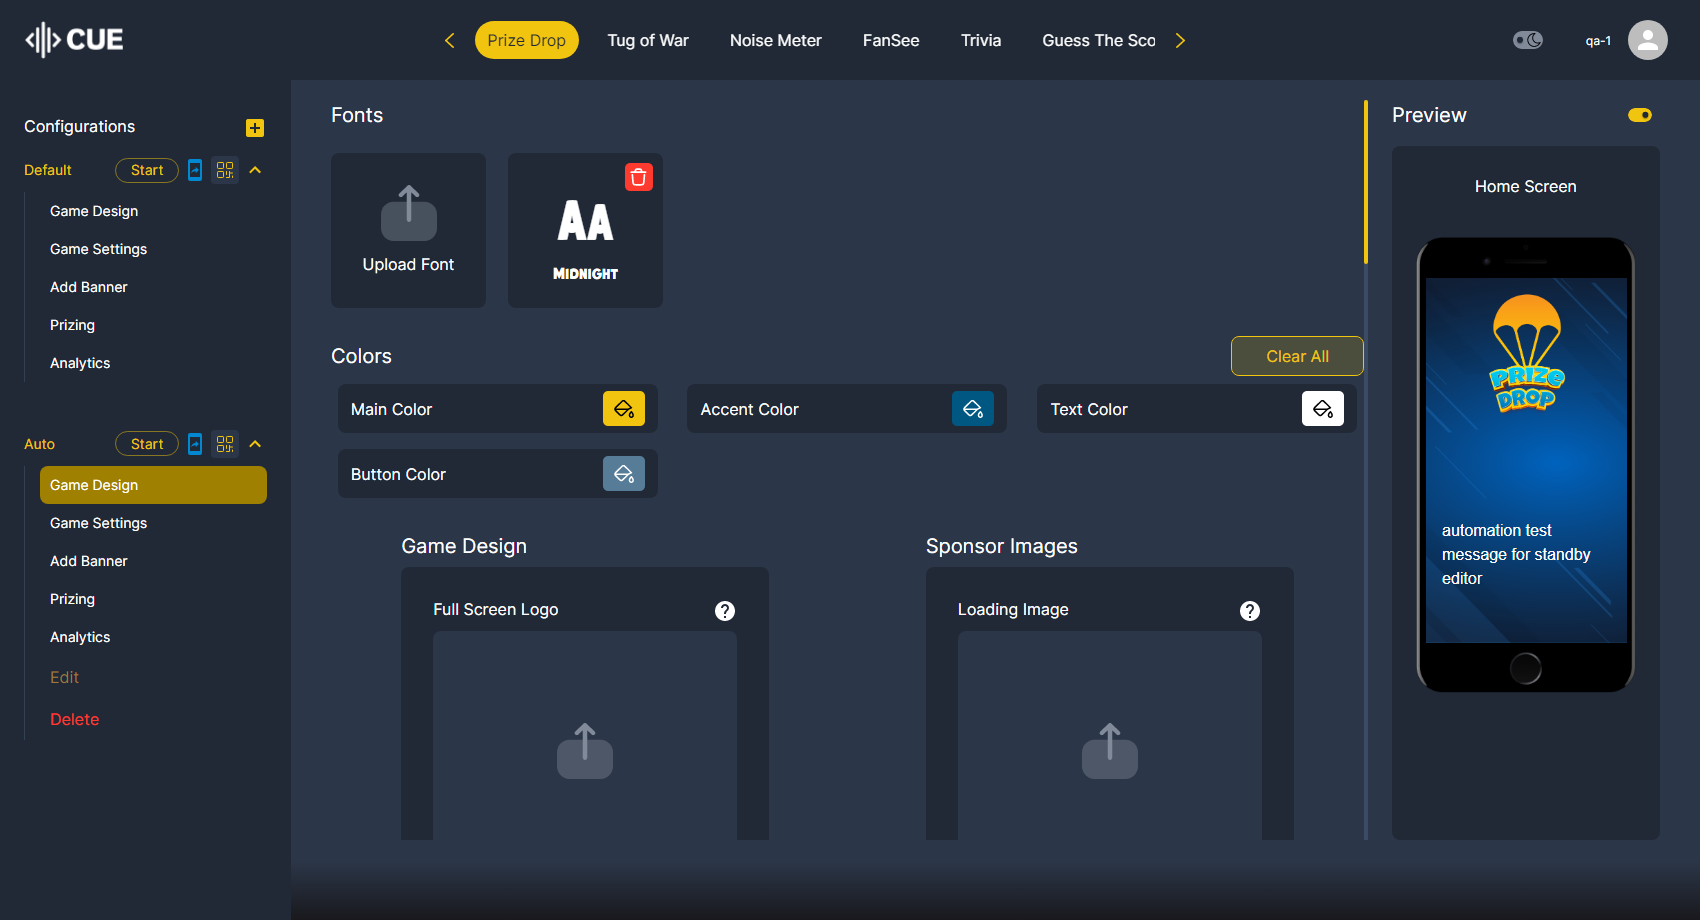 CUE
Prize Drop
Tug of War
Noise Meter
FanSee
Trivia
Guess The Sco
qa-1
Configurations
Default
Start
Game Design
Game Settings
Add Banner
Prizing
Analytics
Auto
Start
Game Design
Game Settings
Add Banner
Prizing
Analytics
Edit
Delete
Fonts
Upload Font
AA
MIDNIGHT
Colors
Clear All
Main Color
Accent Color
Text Color
Button Color
Game Design
Full Screen Logo
?
Sponsor Images
Loading Image
?
Preview
Home Screen
PRIZE
DROP
automation test
message for standby
editor